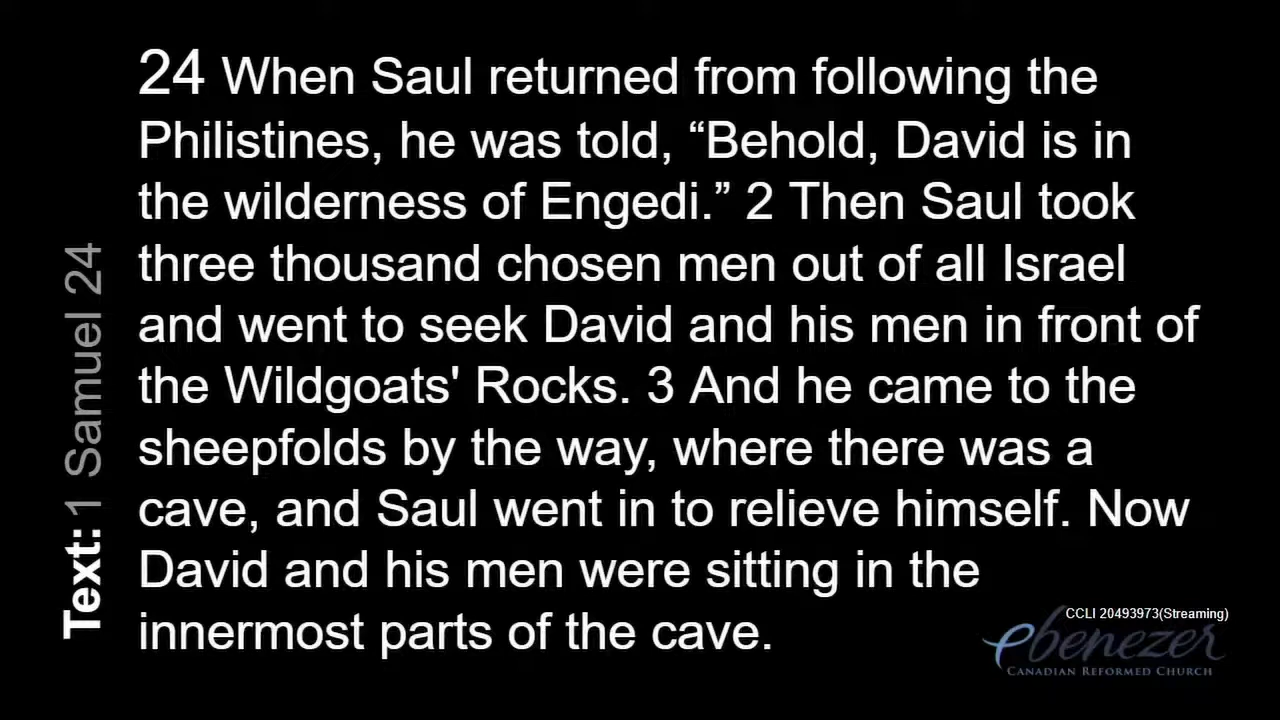 24 When Saul returned from following the
Philistines, he was told, “Behold, David is in
the wilderness of Engedi.” 2 Then Saul took
three thousand chosen men out of all Israel
and went to seek David and his men in front of
the Wildgoats' Rocks. 3 And he came to the
sheepfolds by the way, where there was a
cave, and Saul went in to relieve himself. Now
David and his men were sitting in the
innermost parts of the cave.
Text: 1 Samuel 24
CCLI 20493973(Streaming)
ebenezer
CANADIAN REFORMED CHURCH